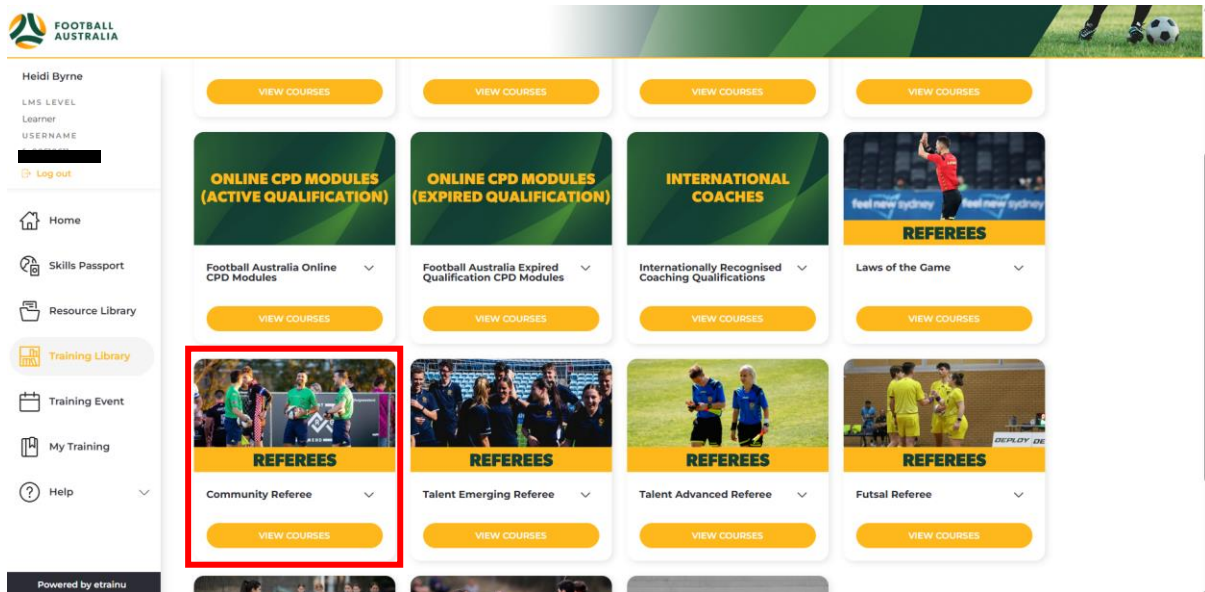 FOOTBALL
AUSTRALIA
Heidi Byrne
LMS LEVEL
Learner
USERNAME
Log out
Home
Skills Passport
Resource Library
Training Library
Training Event
My Training
Help
Powered by etrainu
VIEW COURSES
VIEW COURSES
VIEW COURSES
VIEW COURSES
ONLINE CPD MODULES
(ACTIVE QUALIFICATION)
Football Australia Online
CPD Modules
VIEW COURSES
ONLINE CPD MODULES
(EXPIRED QUALIFICATION)
Football Australia Expired
Qualification CPD Modules
VIEW COURSES
INTERNATIONAL
COACHES
Internationally Recognised
Coaching Qualifications
VIEW COURSES
feel new sydney
feel new sydney
REFEREES
Laws of the Game
VIEW COURSES
REFEREES
Community Referee
VIEW COURSES
REFEREES
Talent Emerging Referee
VIEW COURSES
REFEREES
Talent Advanced Referee
VIEW COURSES
DEPLOY DE
REFEREES
Futsal Referee
VIEW COURSES